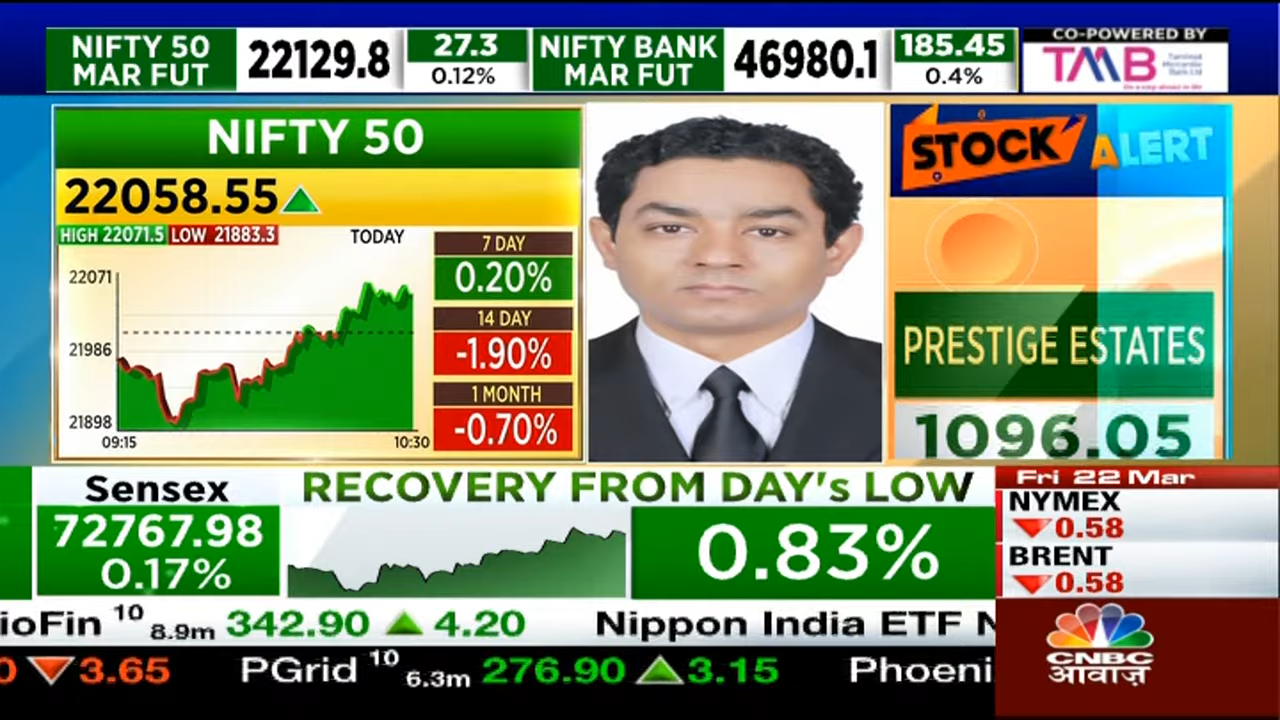 NIFTY 50
MAR FUT
22129.8
27.3
0.12%
NIFTY BANK
MAR FUT
46980.1
185.45
0.4%
CO-POWERED BY
TMB
Tamilnad
Mercantile
Bank Ltd
NIFTY 50
22058.55
HIGH 22071.5 LOW 21883.3
TODAY
22071
21986
21898
09:15
10:30
7 DAY
0.20%
14 DAY
-1.90%
1 MONTH
-0.70%
STOCK ALERT
PRESTIGE ESTATES
1096.05
Sensex
72767.98
0.17%
RECOVERY FROM DAY's LOW
0.83%
Fri 22 Mar
NYMEX
0.58
BRENT
0.58
ioFin 10 8.9m 342.90 4.20 Nippon India ETF N
0 3.65 PGrid 10 6.3m 276.90 3.15 Phoeni
CNBC
आवाज़